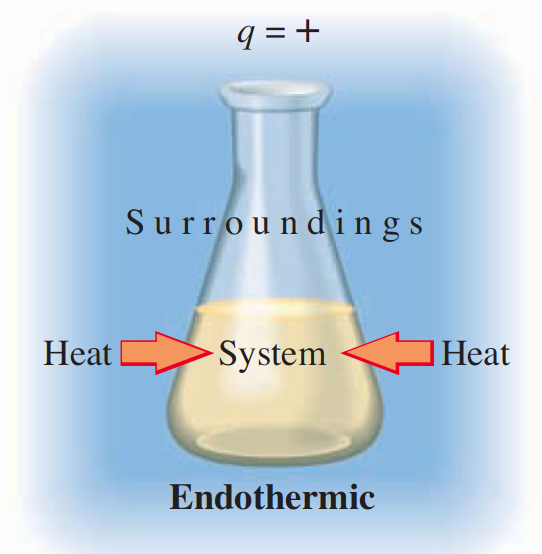 q = +
Surroundings
Heat System Heat
Endothermic